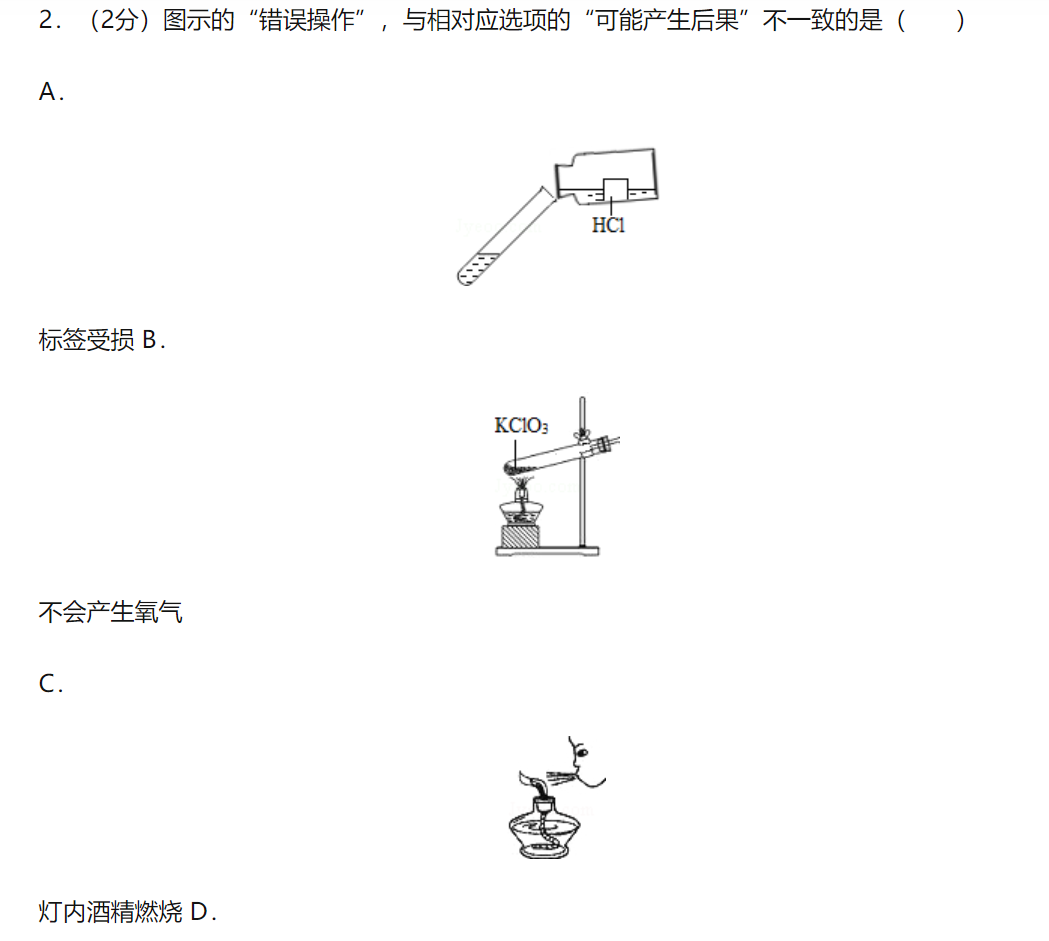 2. （2分）图示的“错误操作”，与相对应选项的“可能产生后果”不一致的是（　　）
A.
HCl
标签受损 B.
KClO3
不会产生氧气
C.
灯内酒精燃烧 D.